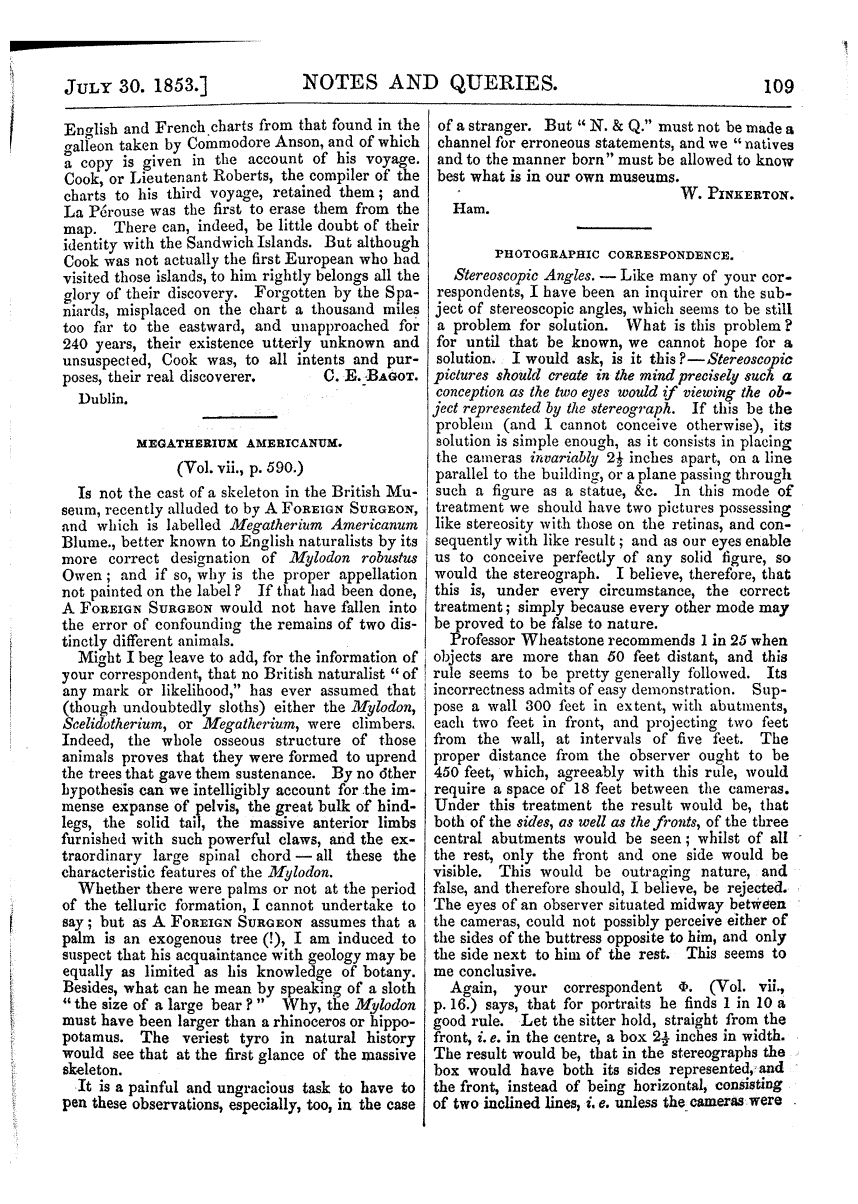 JULY 30. 1853.] NOTES AND QUERIES. 109
English and French charts from that found in the
galleon taken by Commodore Anson, and of which
a copy is given in the account of his voyage.
Cook, or Lieutenant Roberts, the compiler of the
charts to his third voyage, retained them; and
La Pérouse was the first to erase them from the
map. There can, indeed, be little doubt of their
identity with the Sandwich Islands. But although
Cook was not actually the first European who had
visited those islands, to him rightly belongs all the
glory of their discovery. Forgotten by the Spa-
niards, misplaced on the chart a thousand miles
too far to the eastward, and unapproached for
240 years, their existence utterly unknown and
unsuspected, Cook was, to all intents and pur-
poses, their real discoverer. C. E. BAGOT.
Dublin.
MEGATHERIUM AMERICANUM.
(Vol. vii., p. 590.)
Is not the cast of a skeleton in the British Mu-
seum, recently alluded to by A FOREIGN SURGEON,
and which is labelled Megatherium Americanum
Blume., better known to English naturalists by its
more correct designation of Mylodon robustus
Owen; and if so, why is the proper appellation
not painted on the label? If that had been done,
A FOREIGN SURGEON would not have fallen into
the error of confounding the remains of two dis-
tinctly different animals.
Might I beg leave to add, for the information of
your correspondent, that no British naturalist "of
any mark or likelihood," has ever assumed that
(though undoubtedly sloths) either the Mylodon,
Scelidotherium, or Megatherium, were climbers.
Indeed, the whole osseous structure of those
animals proves that they were formed to uprend
the trees that gave them sustenance. By no other
hypothesis can we intelligibly account for the im-
mense expanse of pelvis, the great bulk of hind-
legs, the solid tail, the massive anterior limbs
furnished with such powerful claws, and the ex-
traordinary large spinal chord — all these the
characteristic features of the Mylodon.
Whether there were palms or not at the period
of the telluric formation, I cannot undertake to
say; but as A FOREIGN SURGEON assumes that a
palm is an exogenous tree (!), I am induced to
suspect that his acquaintance with geology may be
equally as limited as his knowledge of botany.
Besides, what can he mean by speaking of a sloth
"the size of a large bear?" Why, the Mylodon
must have been larger than a rhinoceros or hippo-
potamus. The veriest tyro in natural history
would see that at the first glance of the massive
skeleton.
It is a painful and ungracious task to have to
pen these observations, especially, too, in the case
of a stranger. But "N. & Q." must not be made a
channel for erroneous statements, and we "natives
and to the manner born" must be allowed to know
best what is in our own museums.
W. PINKERTON.
Ham.
PHOTOGRAPHIC CORRESPONDENCE.
Stereoscopic Angles. — Like many of your cor-
respondents, I have been an inquirer on the sub-
ject of stereoscopic angles, which seems to be still
a problem for solution. What is this problem?
for until that be known, we cannot hope for a
solution. I would ask, is it this?—Stereoscopic
pictures should create in the mind precisely such a
conception as the two eyes would if viewing the ob-
ject represented by the stereograph. If this be the
problem (and I cannot conceive otherwise), its
solution is simple enough, as it consists in placing
the cameras invariably 2½ inches apart, on a line
parallel to the building, or a plane passing through
such a figure as a statue, &c. In this mode of
treatment we should have two pictures possessing
like stereosity with those on the retinas, and con-
sequently with like result; and as our eyes enable
us to conceive perfectly of any solid figure, so
would the stereograph. I believe, therefore, that
this is, under every circumstance, the correct
treatment; simply because every other mode may
be proved to be false to nature.
Professor Wheatstone recommends 1 in 25 when
objects are more than 50 feet distant, and this
rule seems to be pretty generally followed. Its
incorrectness admits of easy demonstration. Sup-
pose a wall 300 feet in extent, with abutments,
each two feet in front, and projecting two feet
from the wall, at intervals of five feet. The
proper distance from the observer ought to be
450 feet, which, agreeably with this rule, would
require a space of 18 feet between the cameras.
Under this treatment the result would be, that
both of the sides, as well as the fronts, of the three
central abutments would be seen; whilst of all
the rest, only the front and one side would be
visible. This would be outraging nature, and
false, and therefore should, I believe, be rejected.
The eyes of an observer situated midway between
the cameras, could not possibly perceive either of
the sides of the buttress opposite to him, and only
the side next to him of the rest. This seems to
me conclusive.
Again, your correspondent Φ. (Vol. vii.,
p. 16.) says, that for portraits he finds 1 in 10 a
good rule. Let the sitter hold, straight from the
front, i. e. in the centre, a box 2½ inches in width.
The result would be, that in the stereographs the
box would have both its sides represented, and
the front, instead of being horizontal, consisting
of two inclined lines, i. e. unless the cameras were